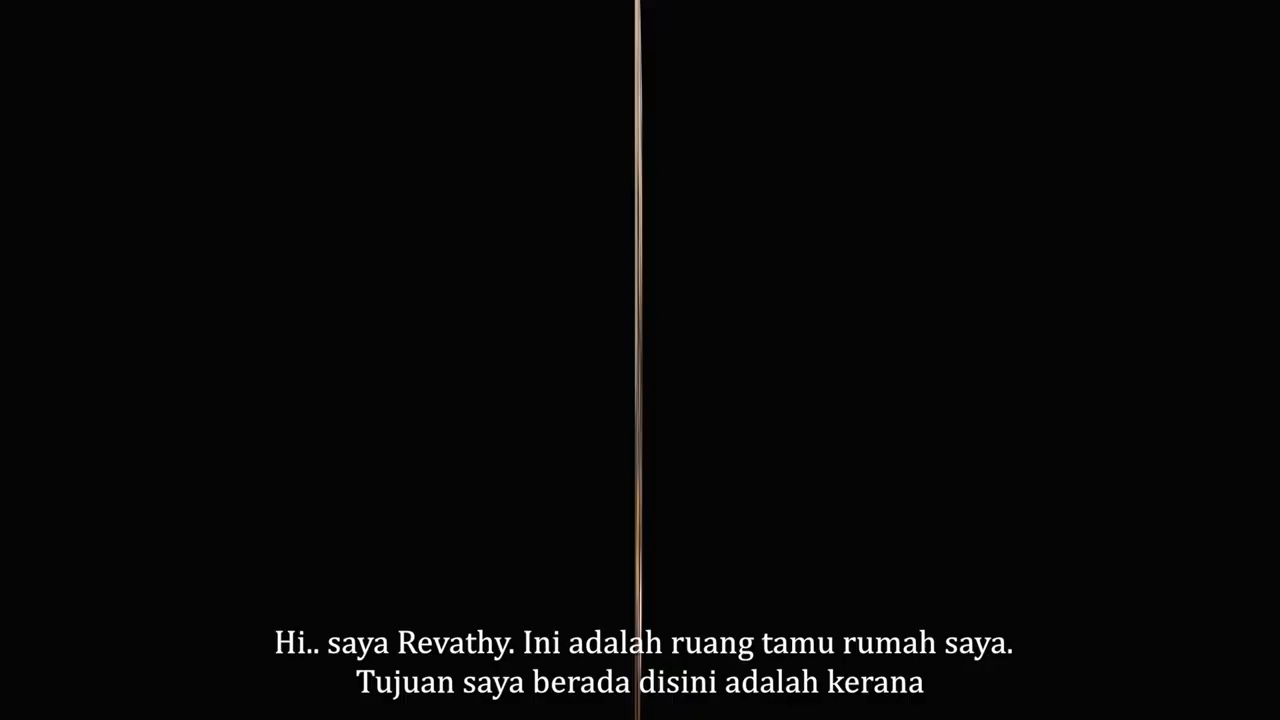 Hi.. saya Revathy. Ini adalah ruang tamu rumah saya.
Tujuan saya berada disini adalah kerana